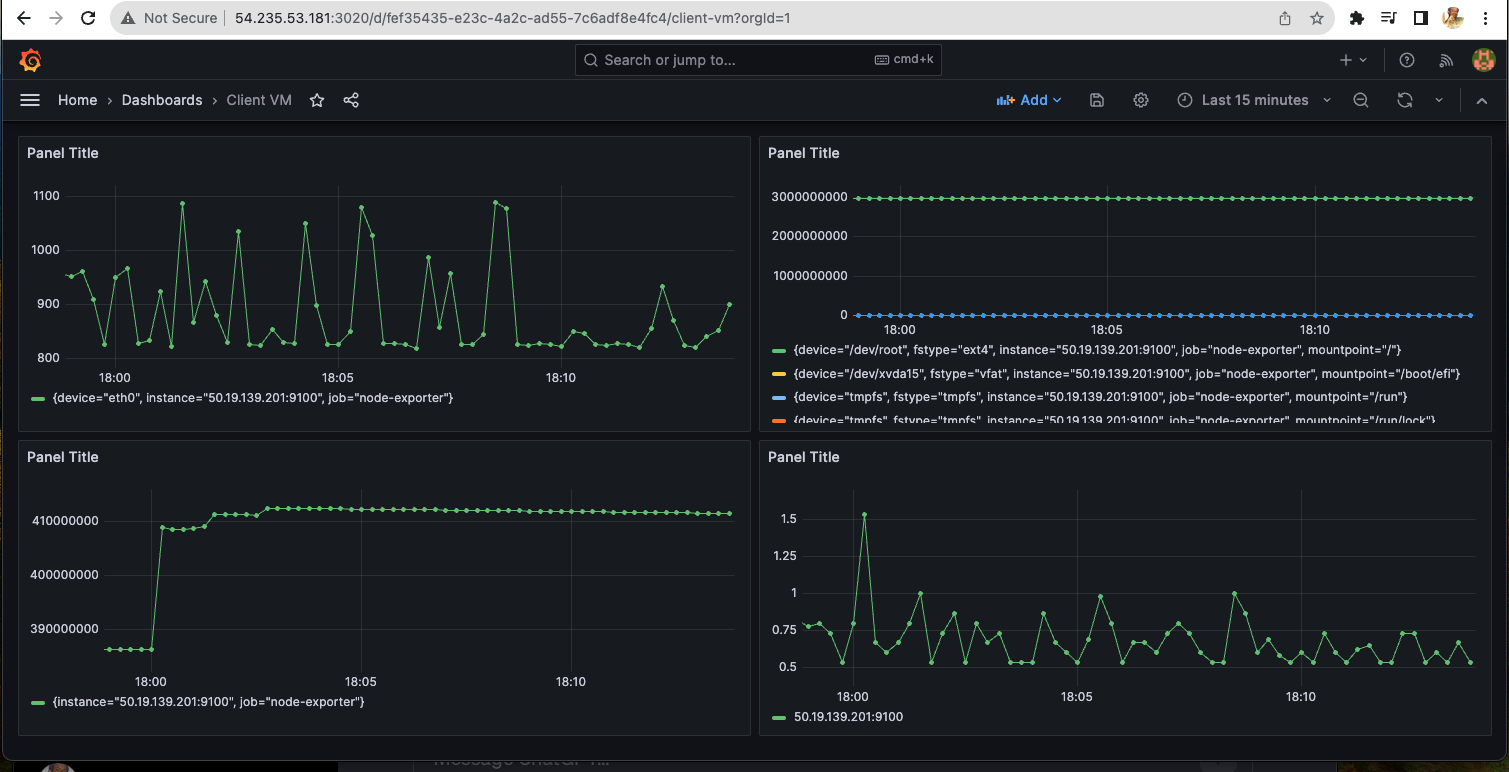 Not Secure 54.235.53.181:3020/d/fef35435-e23c-4a2c-ad55-7c6adf8e4fc4/client-vm?orgId=1
Search or jump to... cmd+k
Home › Dashboards › Client VM Add Last 15 minutes
Panel Title
1100
1000
900
800
18:00 18:05 18:10
{device="eth0", instance="50.19.139.201:9100", job="node-exporter"}
Panel Title
3000000000
2000000000
1000000000
0
18:00 18:05 18:10
{device="/dev/root", fstype="ext4", instance="50.19.139.201:9100", job="node-exporter", mountpoint="/"}
{device="/dev/xvda15", fstype="vfat", instance="50.19.139.201:9100", job="node-exporter", mountpoint="/boot/efi"}
{device="tmpfs", fstype="tmpfs", instance="50.19.139.201:9100", job="node-exporter", mountpoint="/run"}
{device="tmpfs", fstype="tmpfs", instance="50.19.139.201:9100", job="node-exporter", mountpoint="/run/lock"}
Panel Title
410000000
400000000
390000000
18:00 18:05 18:10
{instance="50.19.139.201:9100", job="node-exporter"}
Panel Title
1.5
1.25
1
0.75
0.5
18:00 18:05 18:10
50.19.139.201:9100